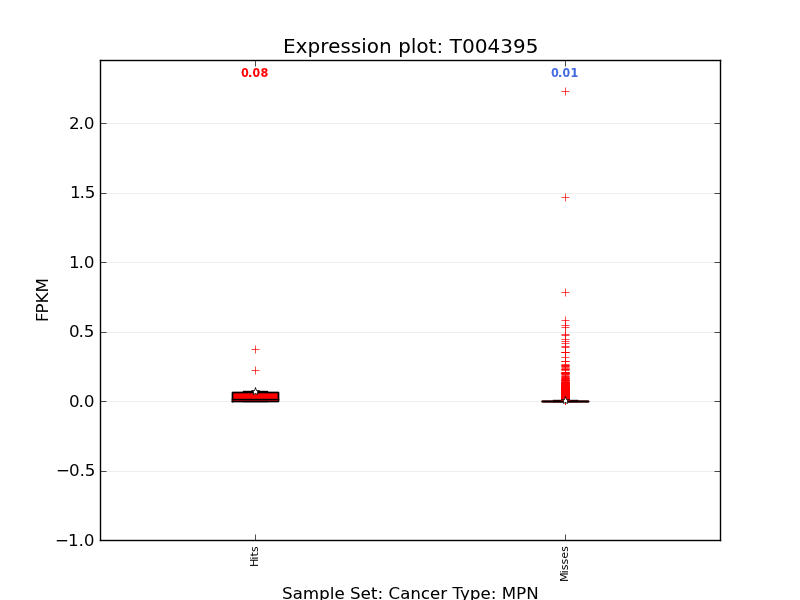 Expression plot: T004395
0.08
0.01
2.0
1.5
1.0
0.5
0.0
−0.5
−1.0
FPKM
Hits
Misses
Sample Set: Cancer Type: MPN